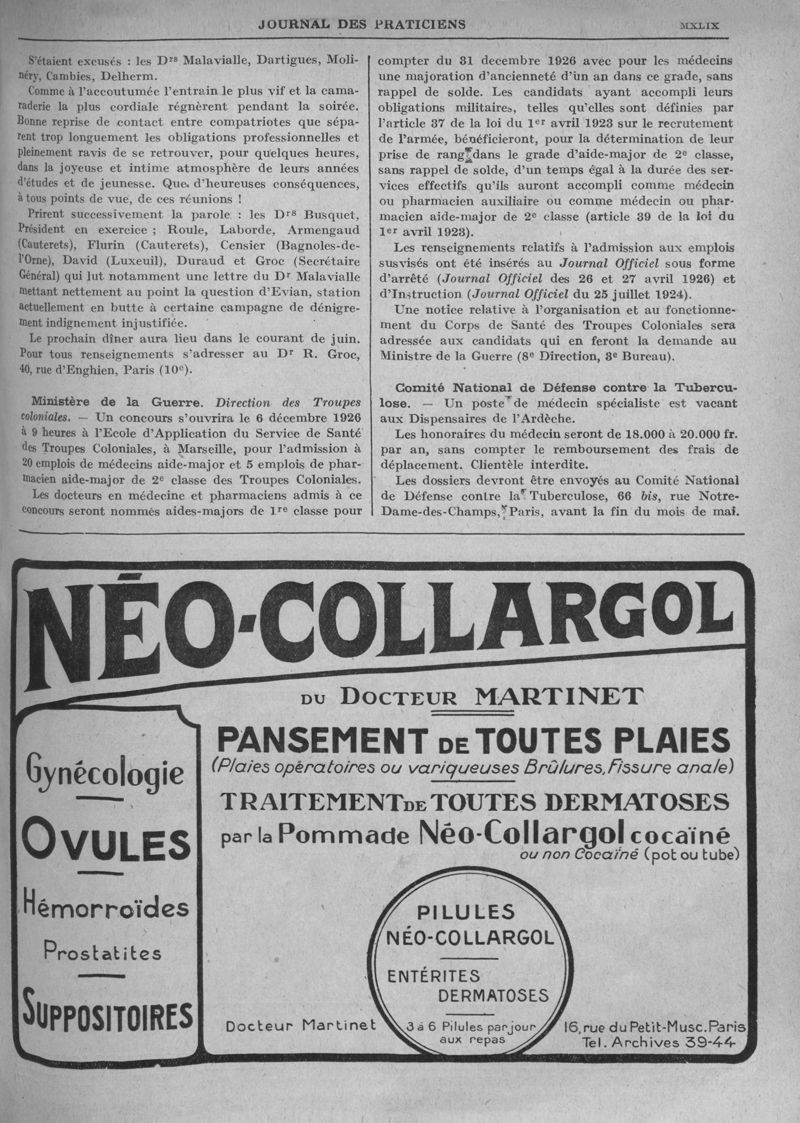 JOURNAL DES PRATICIENS
MXLIX
S'étaient excusés : les Drs Malavialle, Dartigues, Moli-
néry, Cambies, Delherm.
Comme à l'accoutumée l'entrain le plus vif et la cama-
raderie la plus cordiale régnèrent pendant la soirée.
Bonne reprise de contact entre compatriotes que sépa-
rent trop longuement les obligations professionnelles et
pleinement ravis de se retrouver, pour quelques heures,
dans la joyeuse et intime atmosphère de leurs années
d'études et de jeunesse. Que d'heureuses conséquences,
à tous points de vue, de ces réunions !
Prirent successivement la parole : les Drs Busquet,
Président en exercice ; Roule, Laborde, Armengaud
(Cauterets), Flurin (Cauterets), Censier (Bagnoles-de-
l'Orne), David (Luxeuil), Duraud et Groc (Secrétaire
Général) qui lut notamment une lettre du Dr Malavialle
mettant nettement au point la question d'Evian, station
actuellement en butte à certaine campagne de dénigre-
ment indignement injustifiée.
Le prochain dîner aura lieu dans le courant de juin.
Pour tous renseignements s'adresser au Dr R. Groc,
40, rue d'Enghien, Paris (10e).
Ministère de la Guerre. Direction des Troupes
coloniales. — Un concours s'ouvrira le 6 décembre 1926
à 9 heures à l'Ecole d'Application du Service de Santé
des Troupes Coloniales, à Marseille, pour l'admission à
20 emplois de médecins aide-major et 5 emplois de phar-
macien aide-major de 2e classe des Troupes Coloniales.
Les docteurs en médecine et pharmaciens admis à ce
concours seront nommés aides-majors de 1re classe pour
compter du 31 decembre 1926 avec pour les médecins
une majoration d'ancienneté d'un an dans ce grade, sans
rappel de solde. Les candidats ayant accompli leurs
obligations militaires, telles qu'elles sont définies par
l'article 37 de la loi du 1er avril 1923 sur le recrutement
de l'armée, bénéficieront, pour la détermination de leur
prise de rang dans le grade d'aide-major de 2e classe,
sans rappel de solde, d'un temps égal à la durée des ser-
vices effectifs qu'ils auront accompli comme médecin
ou pharmacien auxiliaire ou comme médecin ou phar-
macien aide-major de 2e classe (article 39 de la loi du
1er avril 1923).
Les renseignements relatifs à l'admission aux emplois
susvisés ont été insérés au Journal Officiel sous forme
d'arrêté (Journal Officiel des 26 et 27 avril 1926) et
d'Instruction (Journal Officiel du 25 juillet 1924).
Une notice relative à l'organisation et au fonctionne-
ment du Corps de Santé des Troupes Coloniales sera
adressée aux candidats qui en feront la demande au
Ministre de la Guerre (8e Direction, 3e Bureau).
Comité National de Défense contre la Tubercu-
lose. — Un poste de médecin spécialiste est vacant
aux Dispensaires de l'Ardèche.
Les honoraires du médecin seront de 18.000 à 20.000 fr.
par an, sans compter le remboursement des frais de
déplacement. Clientèle interdite.
Les dossiers devront être envoyés au Comité National
de Défense contre la Tuberculose, 66 bis, rue Notre-
Dame-des-Champs, Paris, avant la fin du mois de mai.
NÉO-COLLARGOL
DU DOCTEUR MARTINET
PANSEMENT DE TOUTES PLAIES
(Plaies opèratoires ou variqueuses Brûlures, Fissure anale)
TRAITEMENT DE TOUTES DERMATOSES
par la Pommade Néo-Collargol cocaïné
ou non Cocaïné (pot ou tube)
Gynécologie
OVULES
Hémorroïdes
Prostatites
SUPPOSITOIRES
PILULES
NÉO-COLLARGOL
ENTÉRITES
DERMATOSES
3 à 6 Pilules par jour
aux repas
Docteur Martinet
16, rue du Petit-Musc. Paris
Tel. Archives 39-44